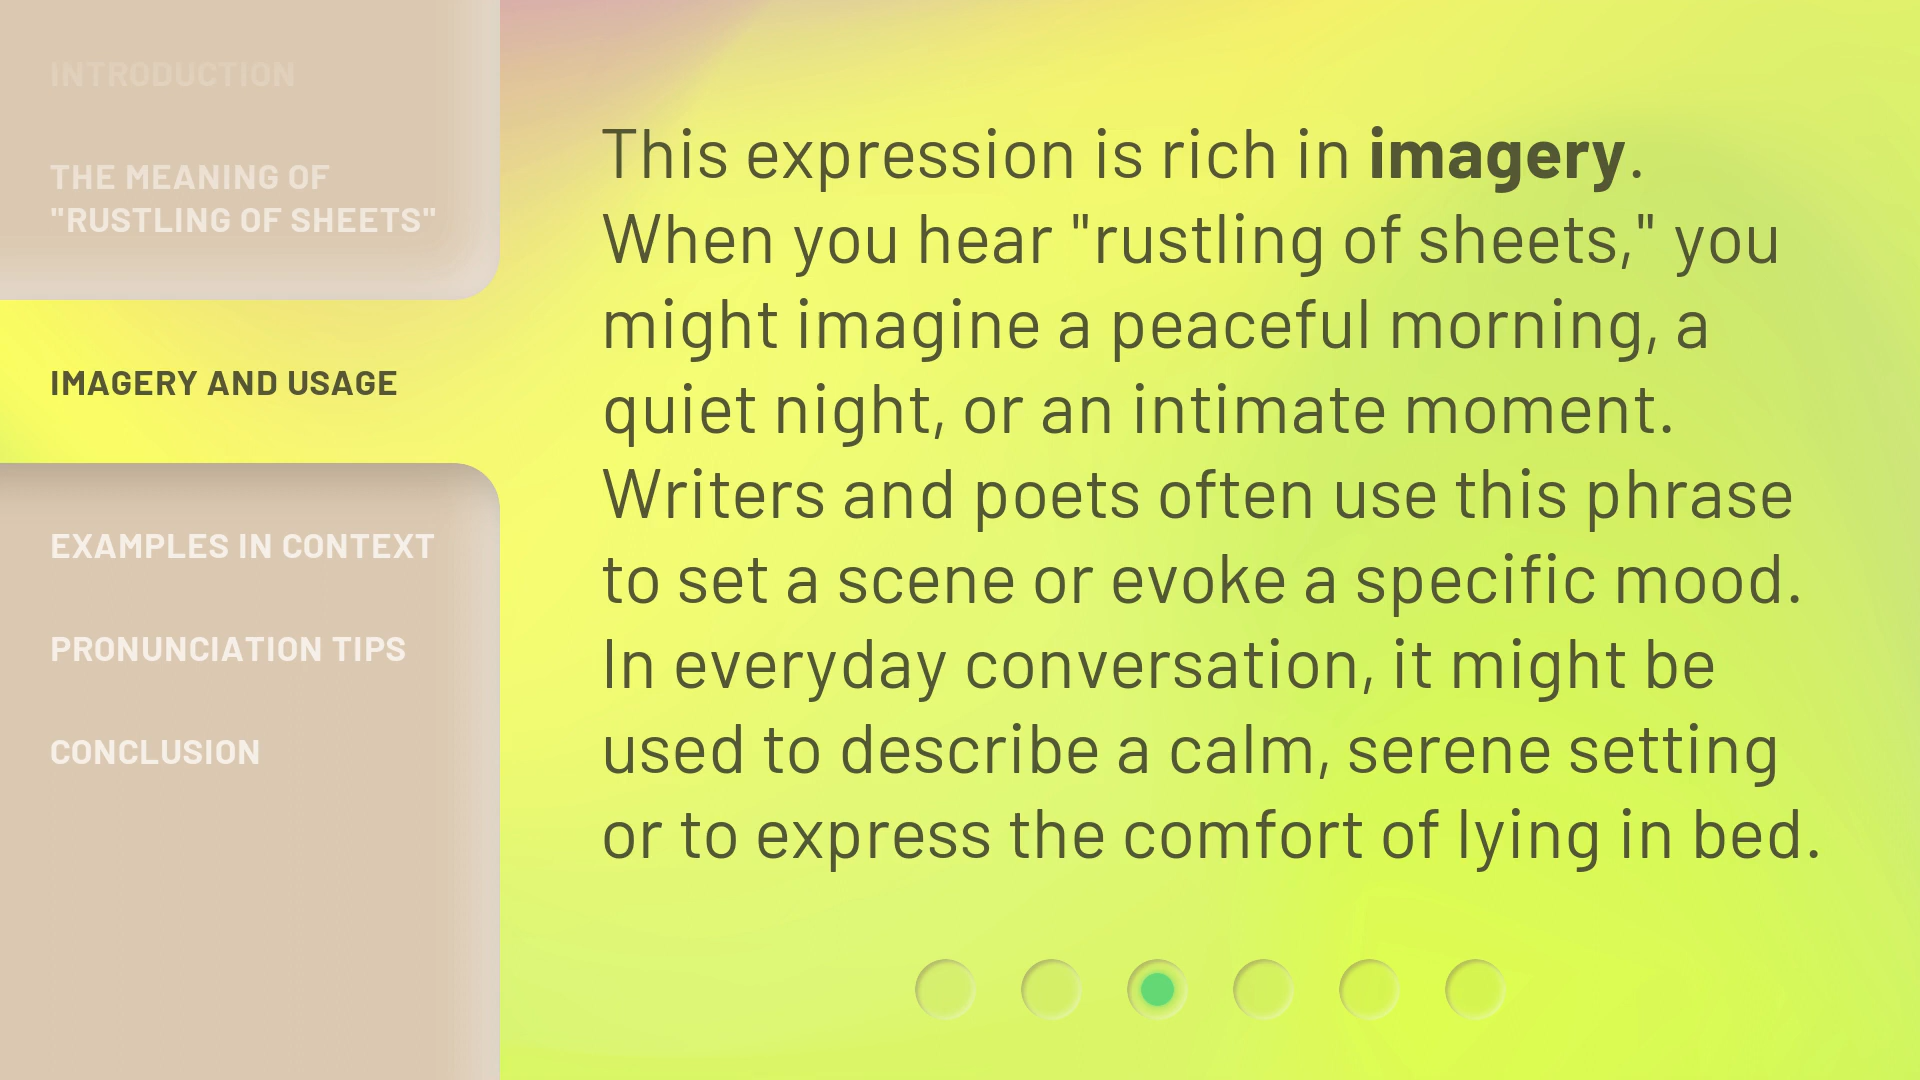 INTRODUCTION
THE MEANING OF
"RUSTLING OF SHEETS"
IMAGERY AND USAGE
EXAMPLES IN CONTEXT
PRONUNCIATION TIPS
CONCLUSION
This expression is rich in imagery.
When you hear "rustling of sheets," you
might imagine a peaceful morning, a
quiet night, or an intimate moment.
Writers and poets often use this phrase
to set a scene or evoke a specific mood.
In everyday conversation, it might be
used to describe a calm, serene setting
or to express the comfort of lying in bed.